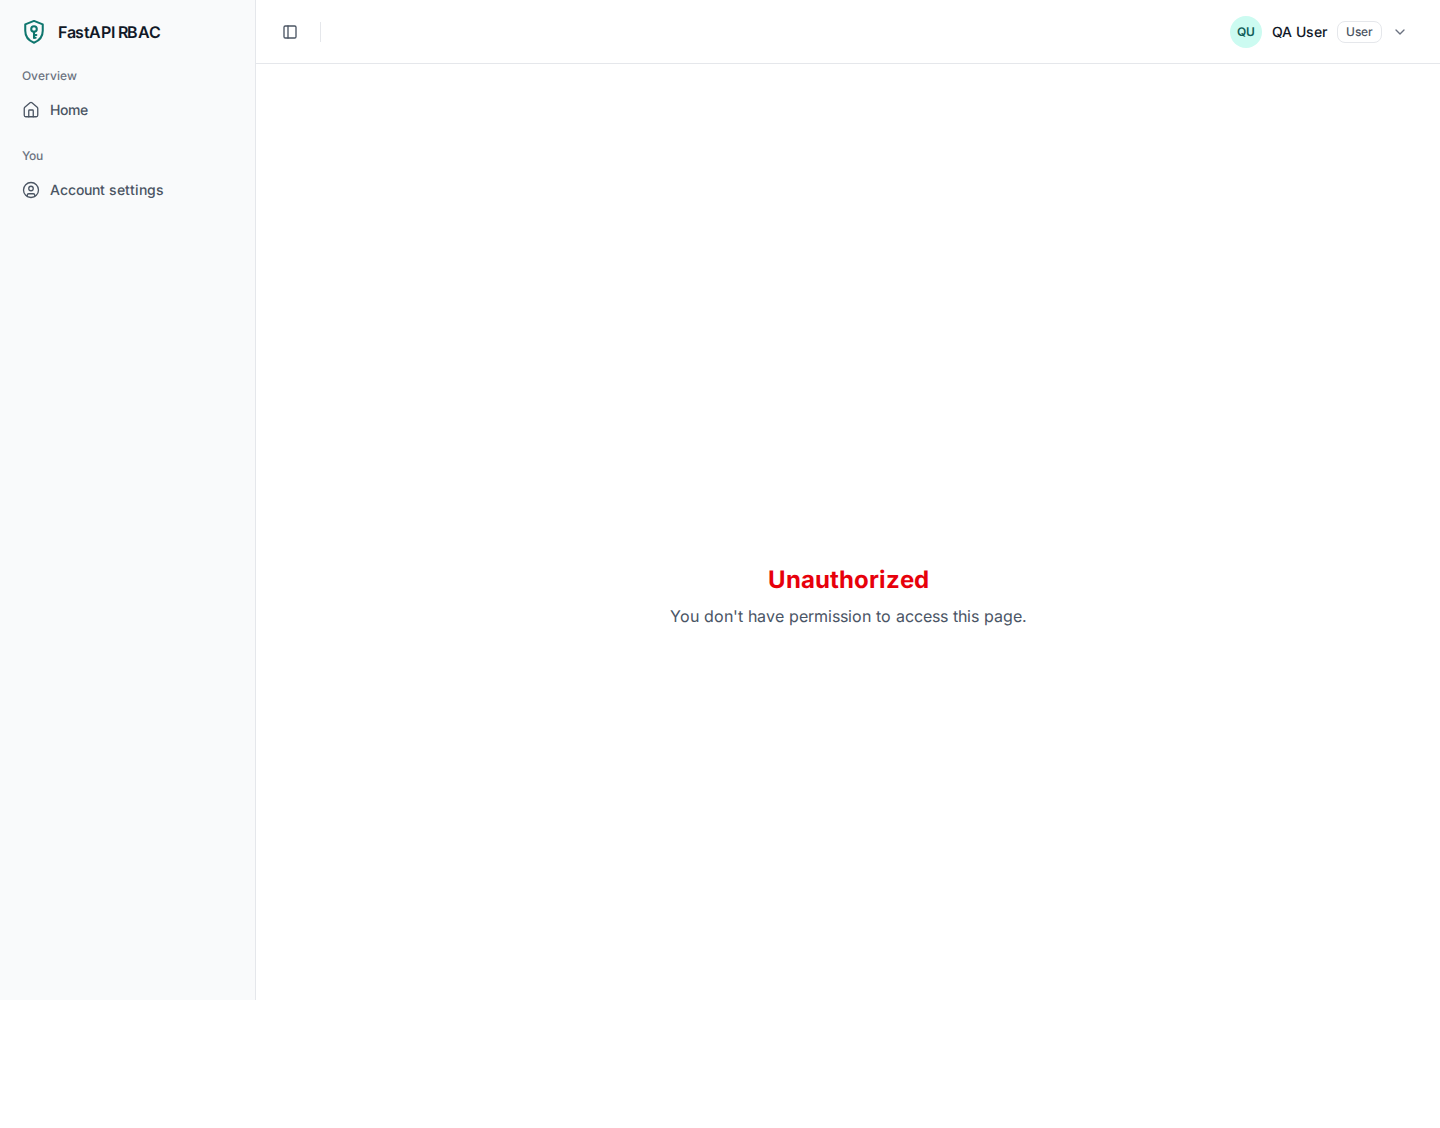 FastAPI RBAC
Overview
Home
You
Account settings
QU
QA User
User
Unauthorized
You don't have permission to access this page.